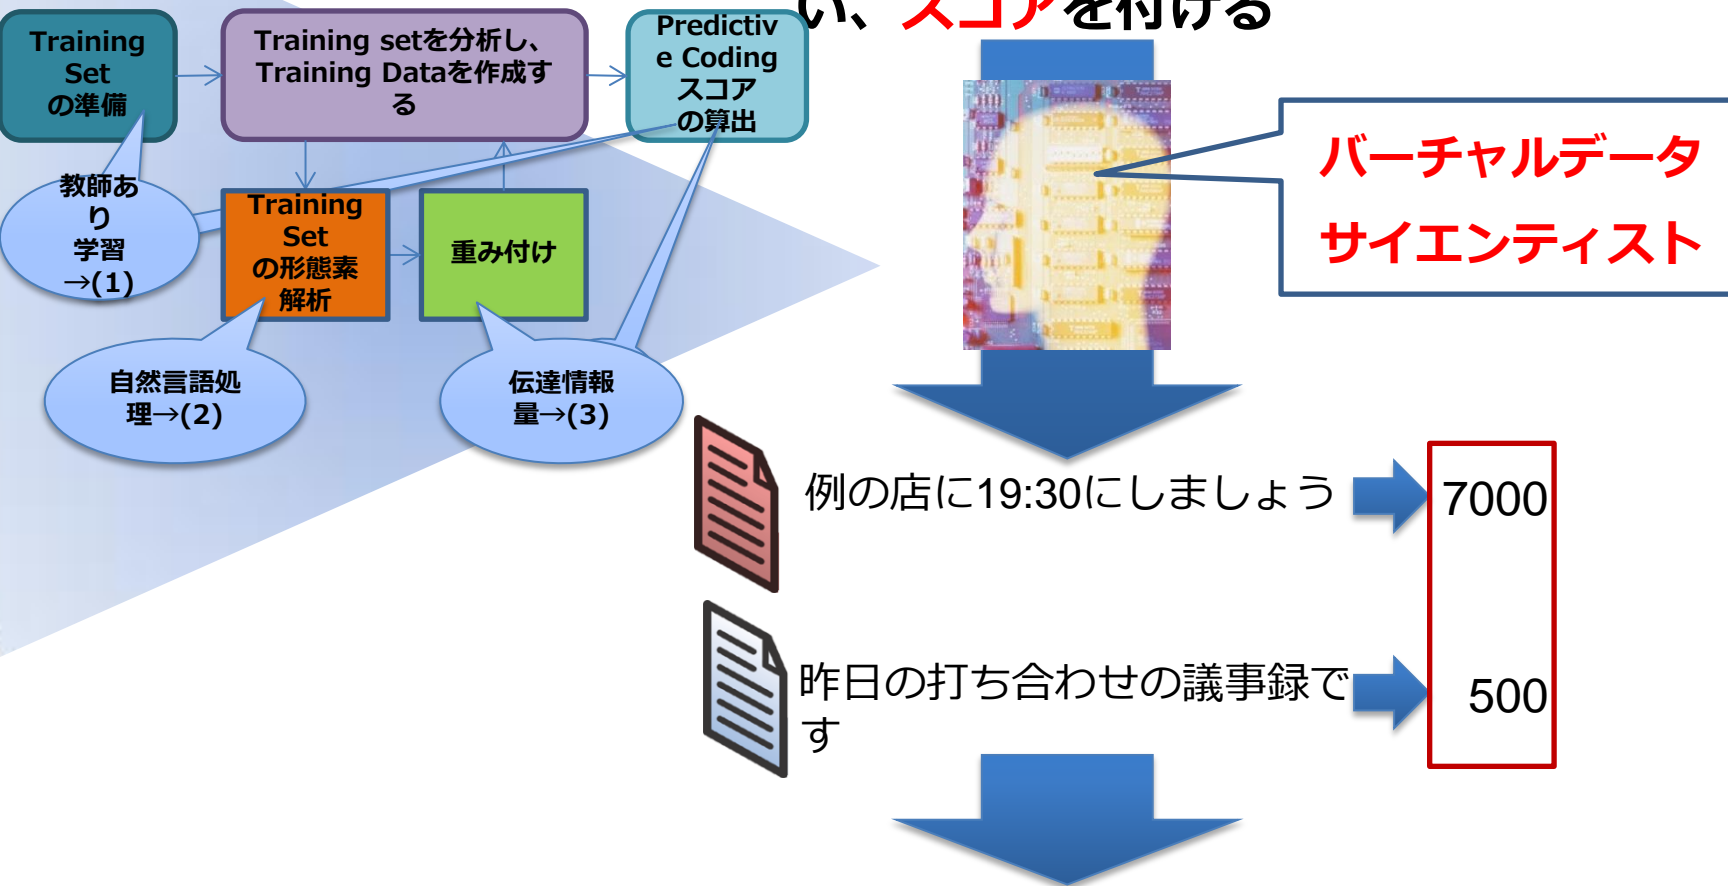 い、スコアを付ける
Training
Set
の準備
Training setを分析し、
Training Dataを作成す
る
Predictiv
e Coding
スコア
の算出
教師あ
り
学習
→(1)
Training
Set
の形態素
解析
重み付け
自然言語処
理→(2)
伝達情報
量→(3)
バーチャルデータ
サイエンティスト
例の店に19:30にしましょう
7000
昨日の打ち合わせの議事録で
す
500